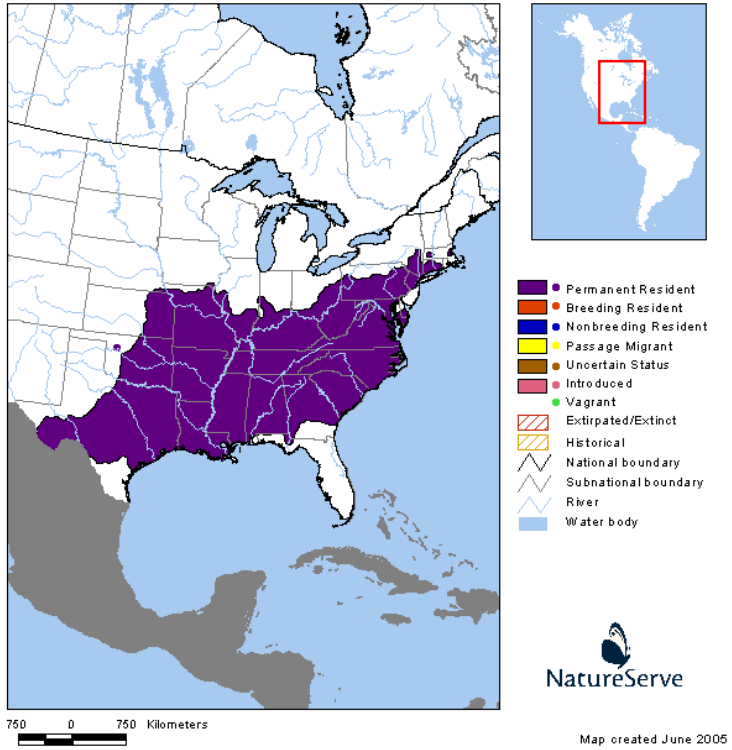 Permanent Resident
Breeding Resident
Nonbreeding Resident
Passage Migrant
Uncertain Status
Introduced
Vagrant
Extirpated/Extinct
Historical
National boundary
Subnational boundary
River
Water body
NatureServe
750 0 750 Kilometers
Map created June 2005